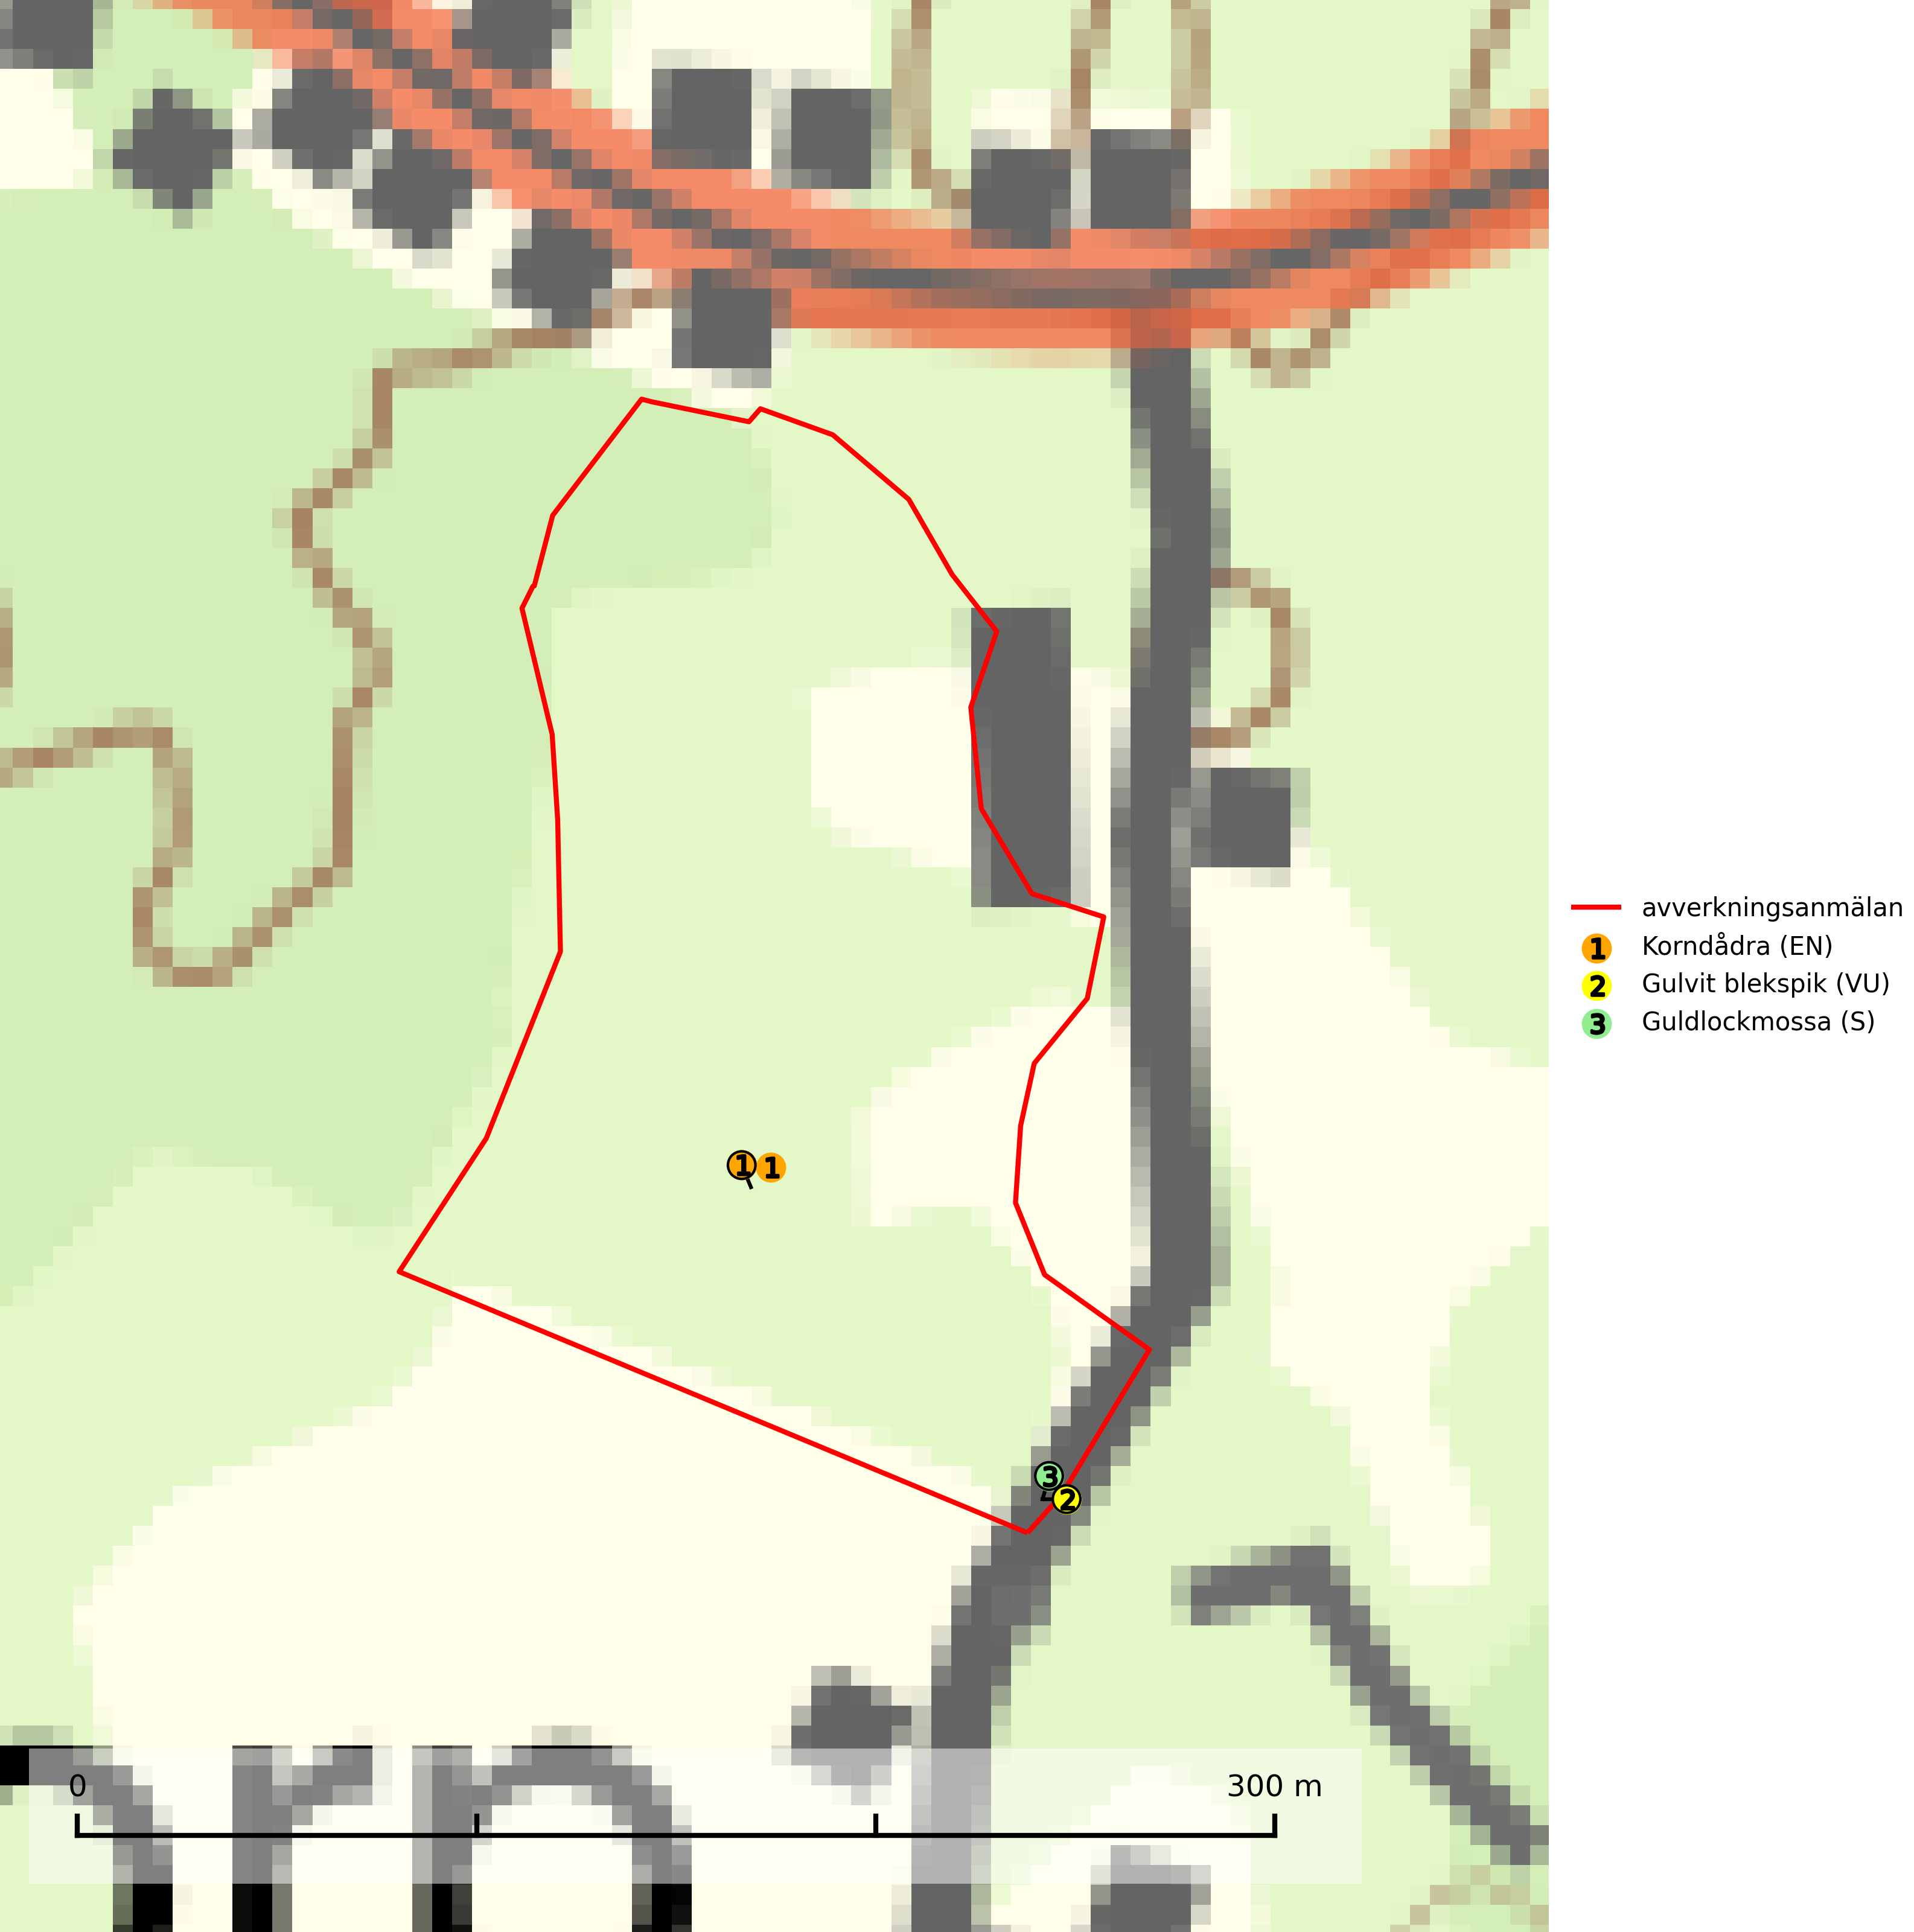 avverkningsanmälan
1 Korndådra (EN)
2 Gulvit blekspik (VU)
3 Guldlockmossa (S)
1 1
3
2
0 300 m